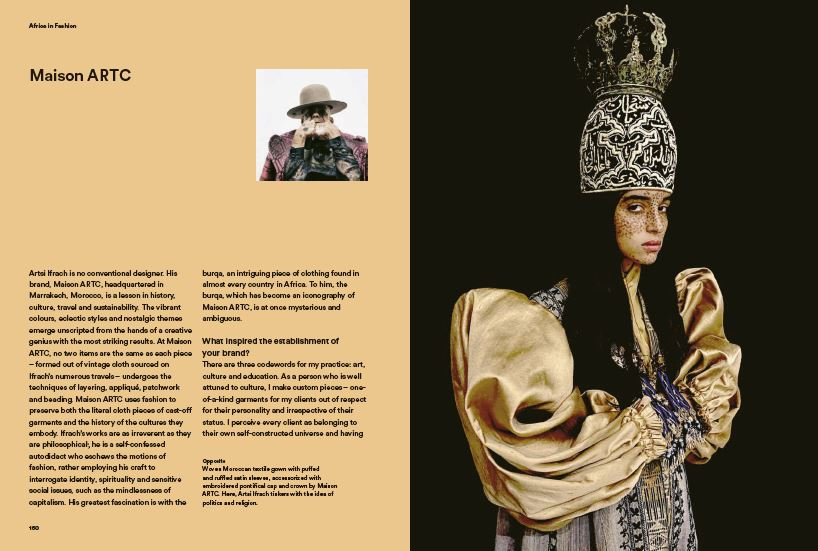 Africa in Fashion
Maison ARTC
Artsi Ifrach is no conventional designer. His
brand, Maison ARTC, headquartered in
Marrakech, Morocco, is a lesson in history,
culture, travel and sustainability. The vibrant
colours, eclectic styles and nostalgic themes
emerge unscripted from the hands of a creative
genius with the most striking results. At Maison
ARTC, no two items are the same as each piece
– formed out of vintage cloth sourced on
Ifrach's numerous travels – undergoes the
techniques of layering, appliqué, patchwork
and beading. Maison ARTC uses fashion to
preserve both the literal cloth pieces of cast-off
garments and the history of the cultures they
embody. Ifrach's works are as irreverent as they
are philosophical; he is a self-confessed
autodidact who eschews the motions of
fashion, rather employing his craft to
interrogate identity, spirituality and sensitive
social issues, such as the mindlessness of
capitalism. His greatest fascination is with the
burqa, an intriguing piece of clothing found in
almost every country in Africa. To him, the
burqa, which has become an iconography of
Maison ARTC, is at once mysterious and
ambiguous.
What inspired the establishment of
your brand?
There are three codewords for my practice: art,
culture and education. As a person who is well
attuned to culture, I make custom pieces – one-
of-a-kind garments for my clients out of respect
for their personality and irrespective of their
status. I perceive every client as belonging to
their own self-constructed universe and having
Opposite
Woven Moroccan textile gown with puffed
and ruffled satin sleeves, accessorized with
embroidered pontifical cap and crown by Maison
ARTC. Here, Artsi Ifrach tinkers with the idea of
politics and religion.
150